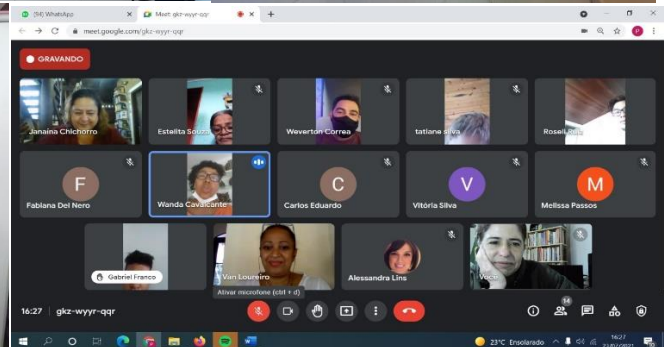 (94) WhatsApp
Meet: gkz-wyyr-qqr
meet.google.com/gkz-wyyr-qqr
GRAVANDO
Janaina Chichorro
Estelita Souza
Weverton Correa
tatiane silva
Roseli
F
C
V
M
Fabiana Del Nero
Wanda Cavalcante
Carlos Eduardo
Vitória Silva
Melissa Passos
Gabriel Franco
Van Loureiro
Alessandra Lins
Você
Ativar microfone (ctrl + d)
16:27 gkz-wyyr-qqr
14
23°C Ensolarado
16:27